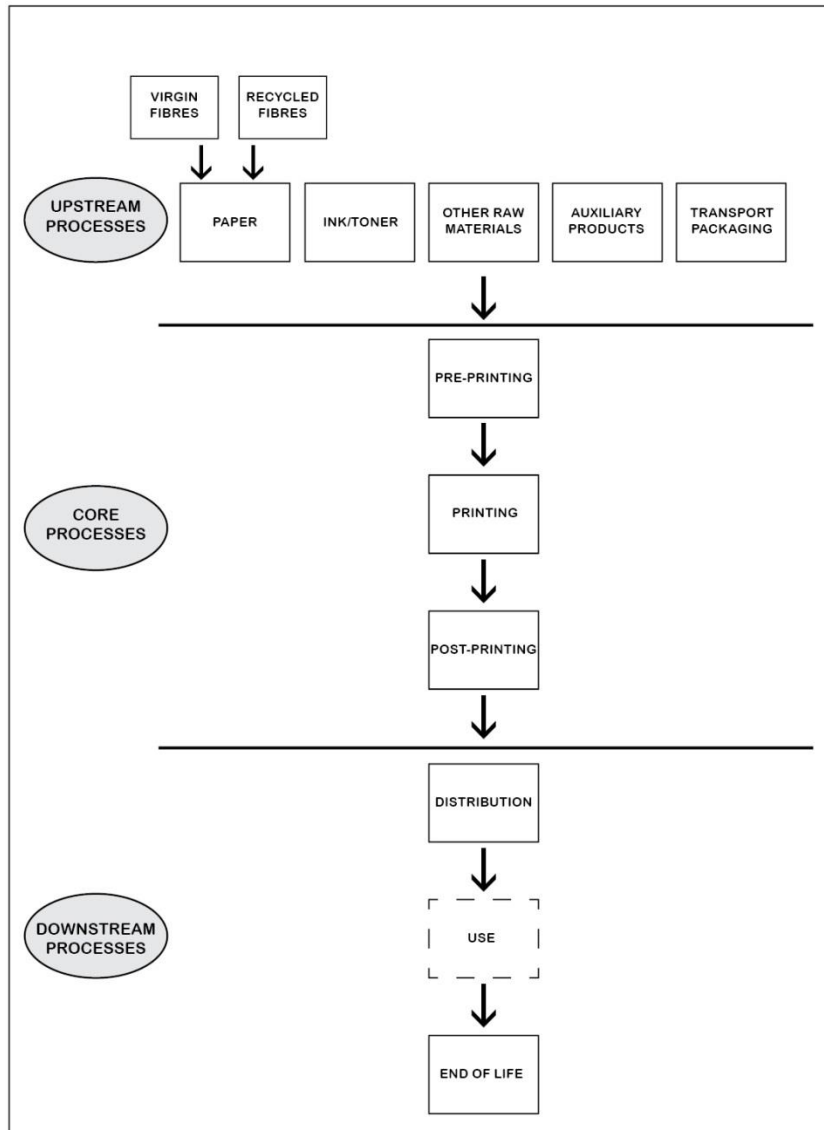 VIRGIN
FIBRES
RECYCLED
FIBRES
UPSTREAM
PROCESSES
PAPER
INK/TONER
OTHER RAW
MATERIALS
AUXILIARY
PRODUCTS
TRANSPORT
PACKAGING
PRE-PRINTING
CORE
PROCESSES
PRINTING
POST-PRINTING
DISTRIBUTION
DOWNSTREAM
PROCESSES
USE
END OF LIFE